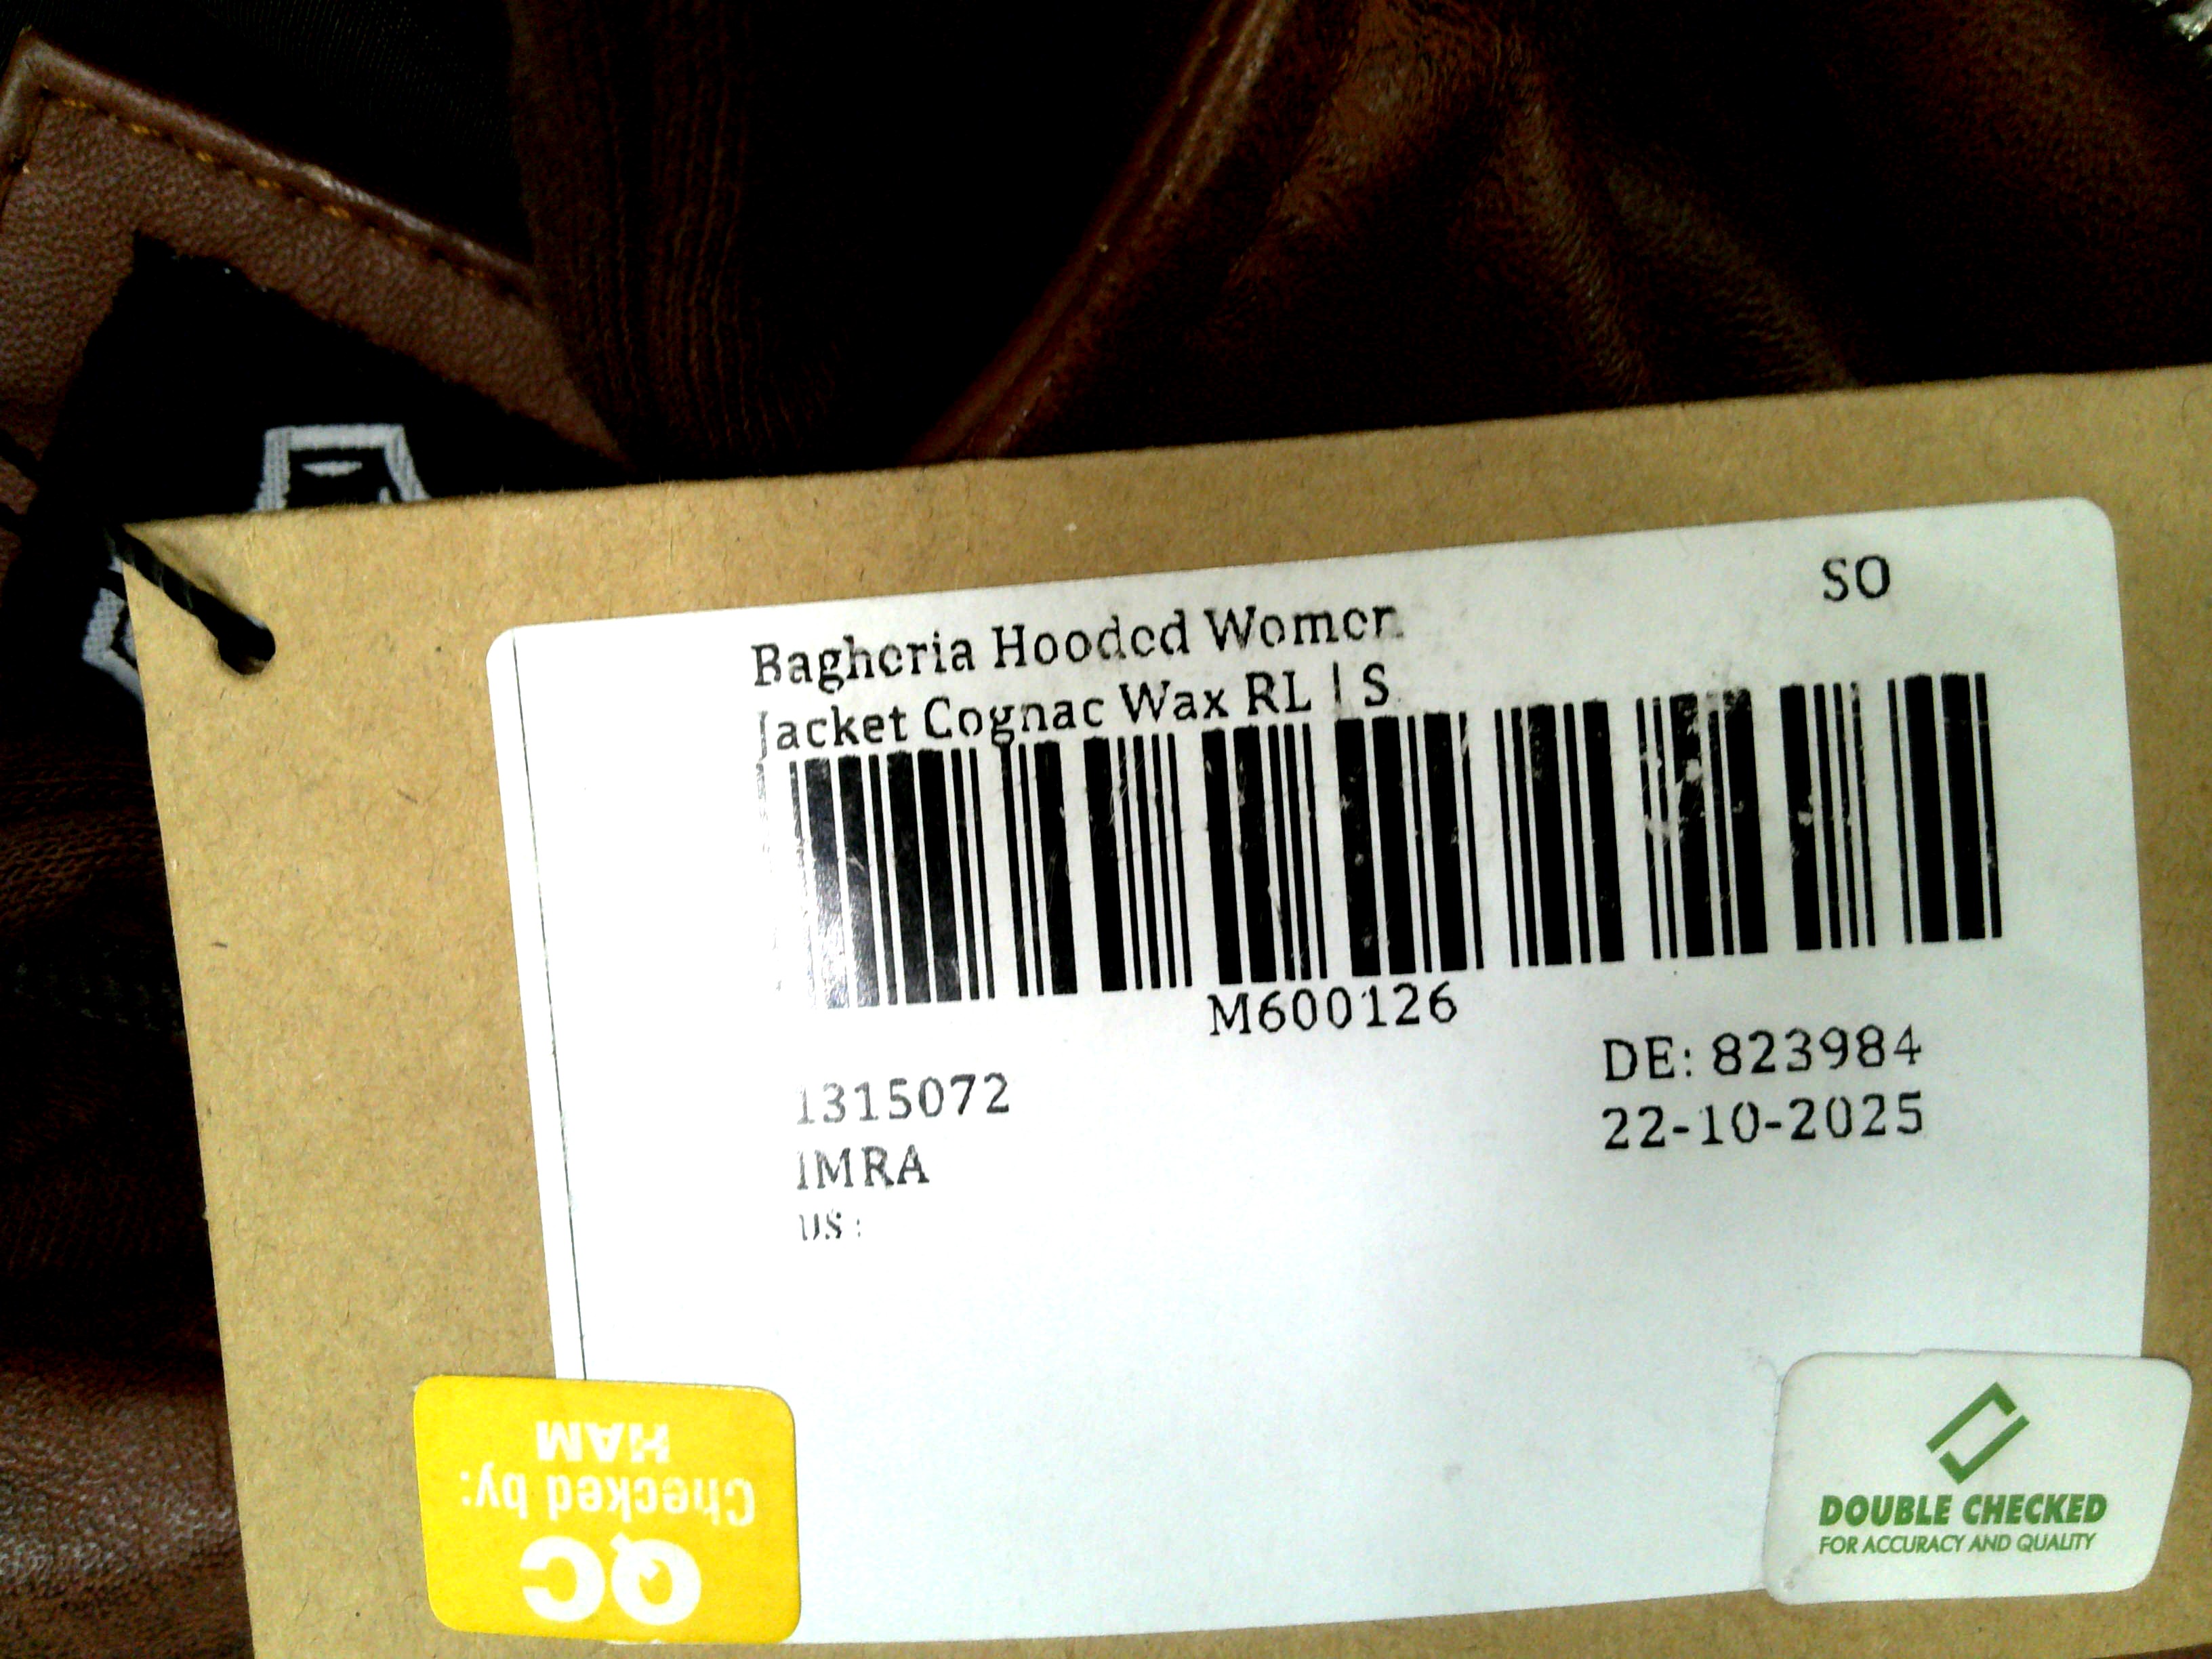 SO
Bagheria Hooded Women
Jacket Cognac Wax RL | S
M600126
DE: 823984
1315072
22-10-2025
IMRA
US :
QC
Checked by:
HAM
DOUBLE CHECKED
FOR ACCURACY AND QUALITY